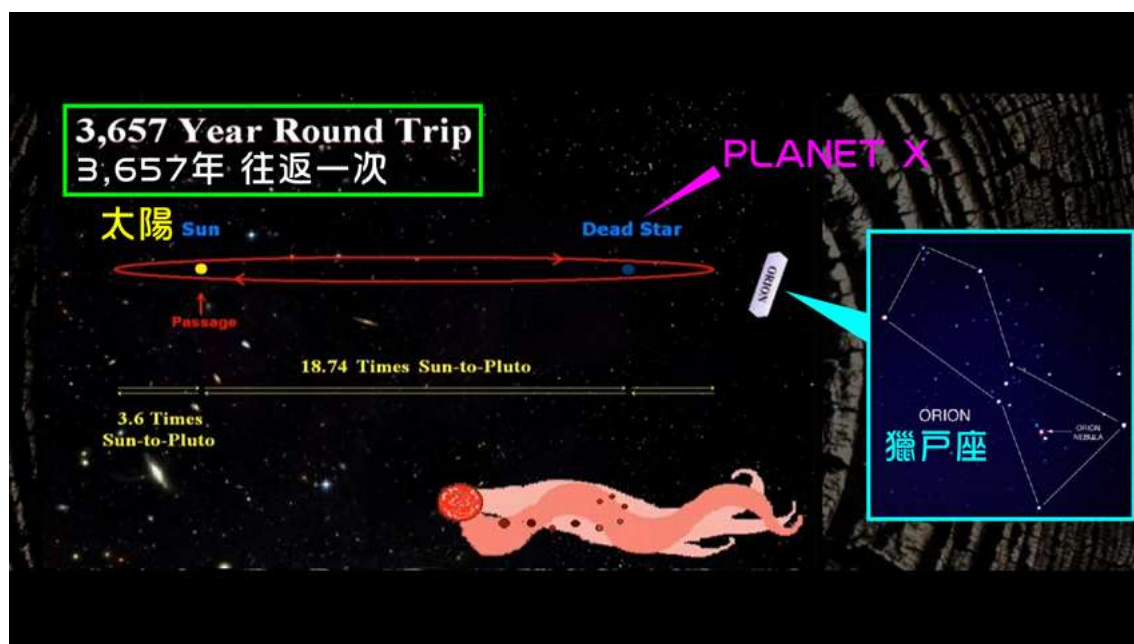 3,657 Year Round Trip
3,657年 往返一次
PLANET X
太陽 Sun
Dead Star
ORION
Passage
18.74 Times Sun-to-Pluto
3.6 Times
Sun-to-Pluto
ORION
獵戶座
ORION
NEBULA